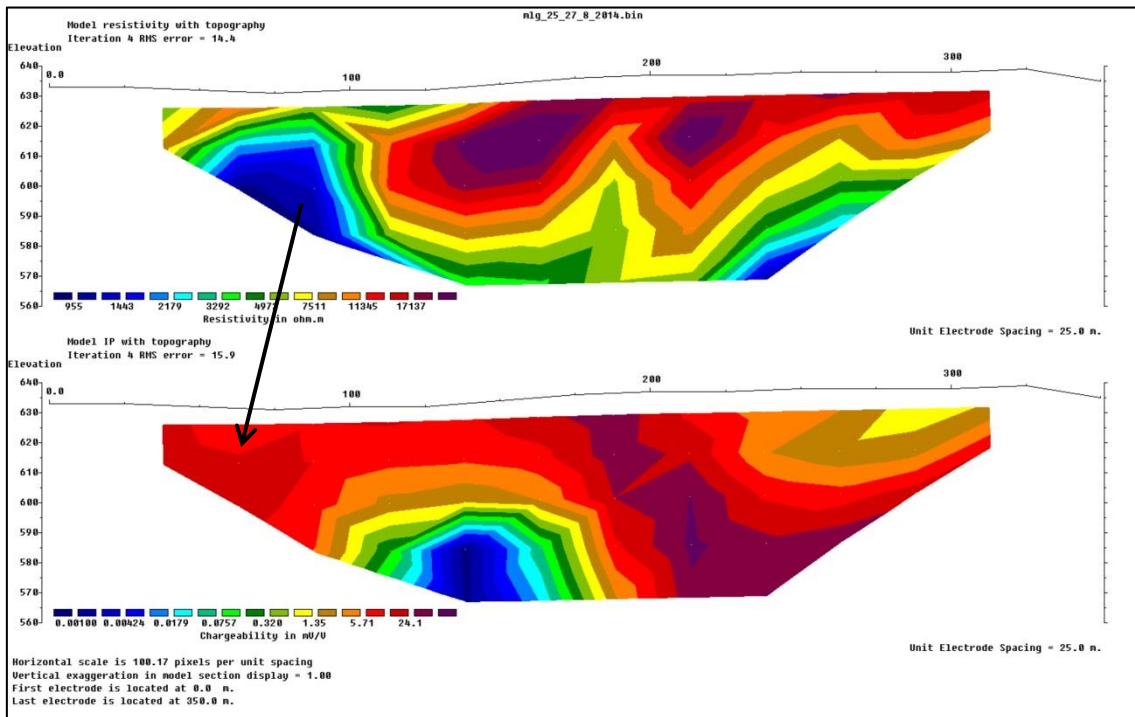 mlg_25_27_8_2014.bin
Model resistivity with topography
Iteration 4 RMS error = 14.4
Elevation
0.0 100 200 300
640
630
620
610
600
590
580
570
560
955 1443 2179 3292 4972 7511 11345 17137
Resistivity in ohm.m
Unit Electrode Spacing = 25.0 m.
Model IP with topography
Iteration 4 RMS error = 15.9
Elevation
0.0 100 200 300
640
630
620
610
600
590
580
570
560
0.00100 0.00424 0.0179 0.0757 0.320 1.35 5.71 24.1
Chargeability in mV/V
Unit Electrode Spacing = 25.0 m.
Horizontal scale is 100.17 pixels per unit spacing
Vertical exaggeration in model section display = 1.00
First electrode is located at 0.0 m.
Last electrode is located at 350.0 m.